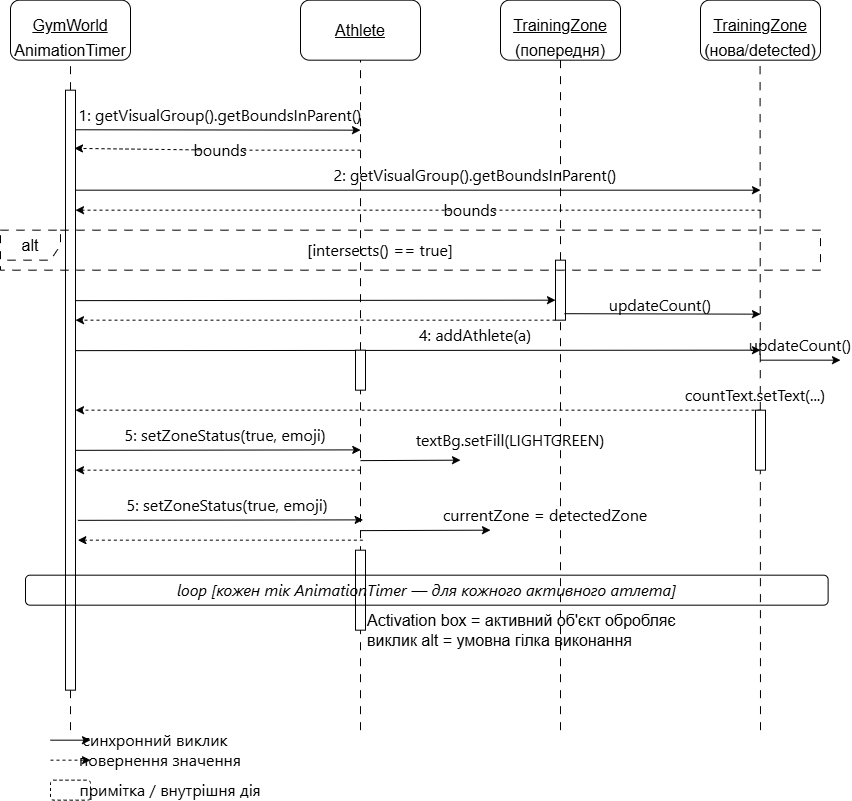 GymWorld
AnimationTimer
Athlete
TrainingZone
(попередня)
TrainingZone
(нова/detected)
1: getVisualGroup().getBoundsInParent()
bounds
2: getVisualGroup().getBoundsInParent()
bounds
alt
[intersects() == true]
updateCount()
4: addAthlete(a)
updateCount()
countText.setText(...)
5: setZoneStatus(true, emoji)
textBg.setFill(LIGHTGREEN)
5: setZoneStatus(true, emoji)
currentZone = detectedZone
loop [кожен тік AnimationTimer — для кожного активного атлета]
Activation box = активний об'єкт обробляє
виклик alt = умовна гілка виконання
синхронний виклик
повернення значення
примітка / внутрішня дія